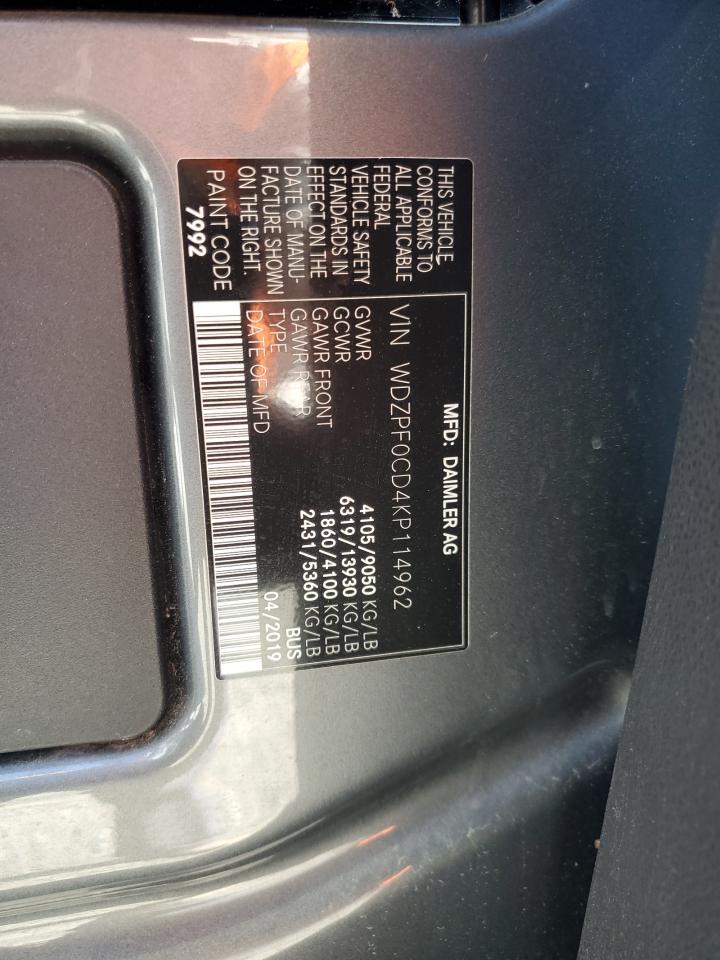 THIS VEHICLE
CONFORMS TO
ALL APPLICABLE
FEDERAL
VEHICLE SAFETY
STANDARDS IN
EFFECT ON THE
DATE OF MANU-
FACTURE SHOWN
ON THE RIGHT.
PAINT CODE
7992
MFD: DAIMLER AG
VIN WDZPF0CD4KP114962
GVWR 4105/9050 KG/LB
GCWR 6319/13930 KG/LB
GAWR FRONT 1860/4100 KG/LB
GAWR REAR 2431/5360 KG/LB
TYPE BUS
DATE OF MFD 04/2019